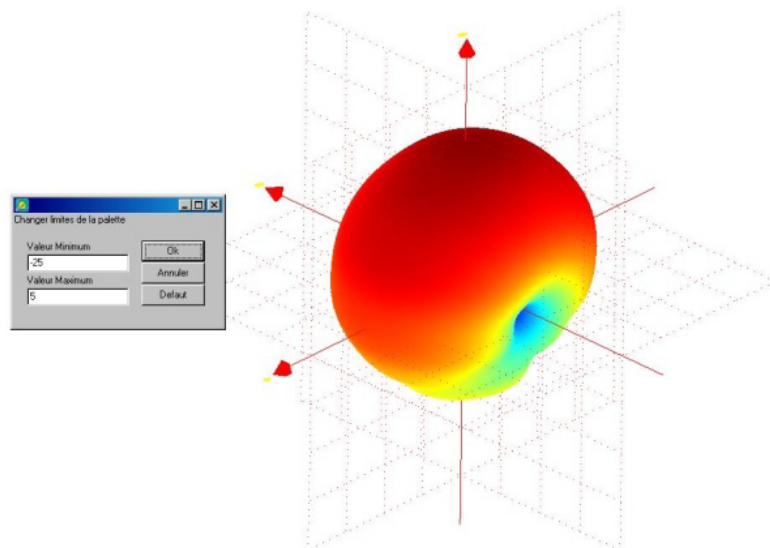 Changer limites de la palette
Valeur Minimum
-25
Valeur Maximum
5
Ok
Annuler
Defaut